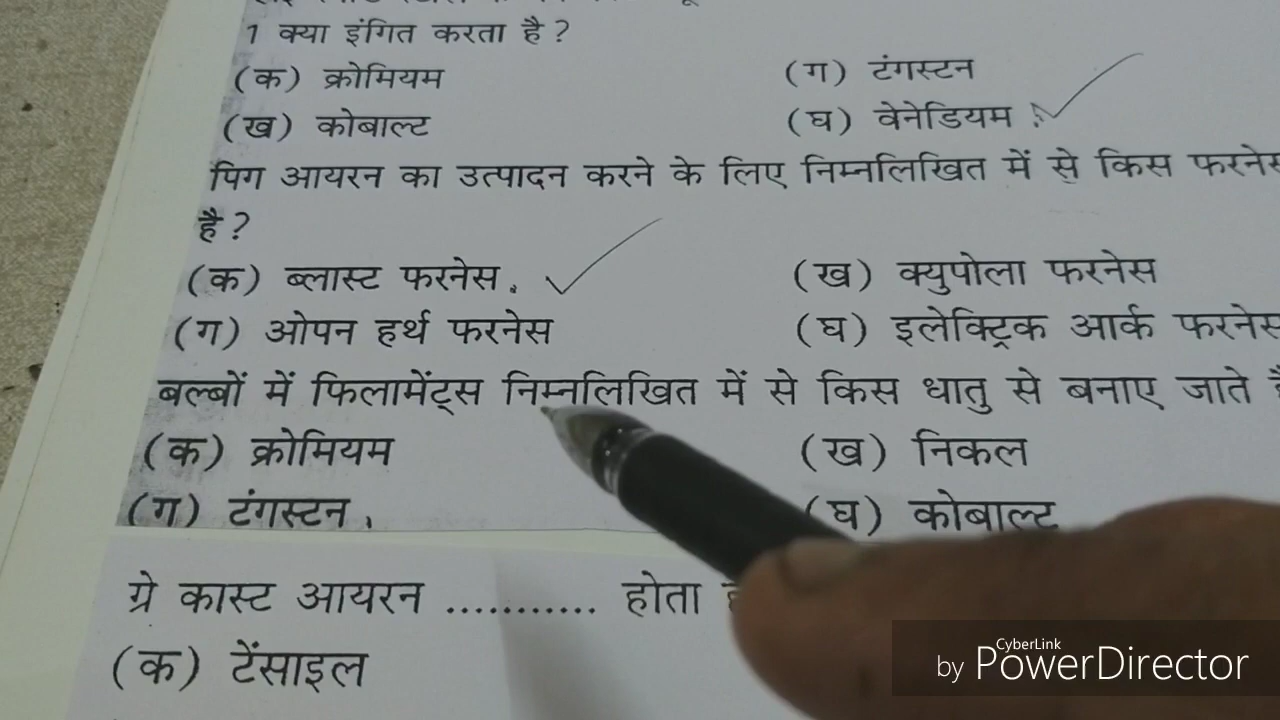 1 क्या इंगित करता है ?
(क) क्रोमियम (ग) टंगस्टन
(ख) कोबाल्ट (घ) वेनेडियम
पिग आयरन का उत्पादन करने के लिए निम्नलिखित में से किस फरनेस
है ?
(क) ब्लास्ट फरनेस. (ख) क्युपोला फरनेस
(ग) ओपन हर्थ फरनेस (घ) इलेक्ट्रिक आर्क फरनेस
बल्बों में फिलामेंट्स निम्नलिखित में से किस धातु से बनाए जाते
(क) क्रोमियम (ख) निकल
(ग) टंगस्टन. (घ) कोबाल्ट
ग्रे कास्ट आयरन ........... होता
(क) टेंसाइल
CyberLink
by PowerDirector